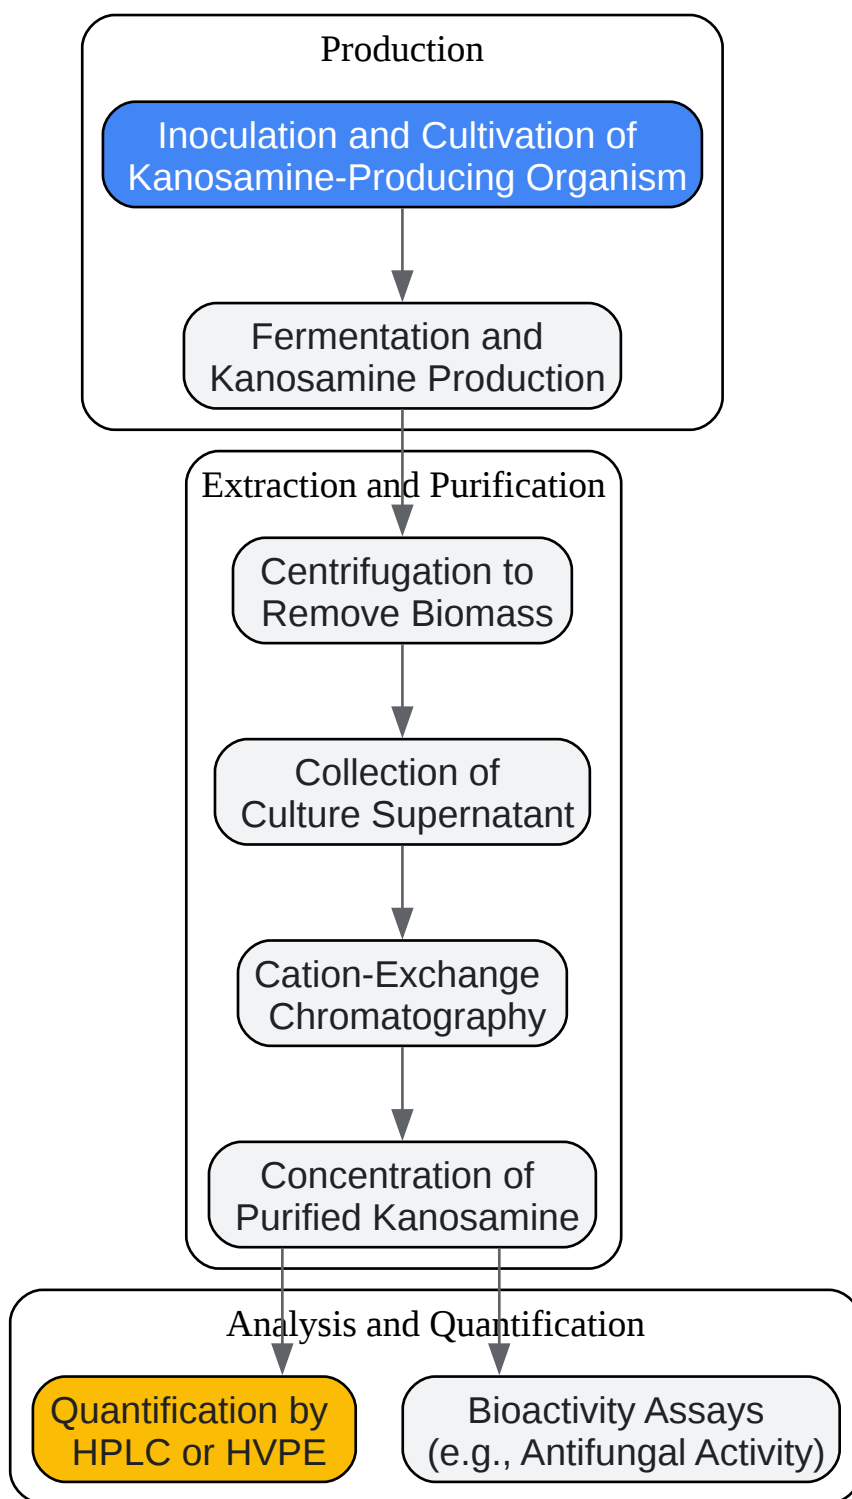 Production
Inoculation and Cultivation of
Kanosamine-Producing Organism
Fermentation and
Kanosamine Production
Extraction and Purification
Centrifugation to
Remove Biomass
Collection of
Culture Supernatant
Cation-Exchange
Chromatography
Concentration of
Purified Kanosamine
Analysis and Quantification
Quantification by
HPLC or HVPE
Bioactivity Assays
(e.g., Antifungal Activity)